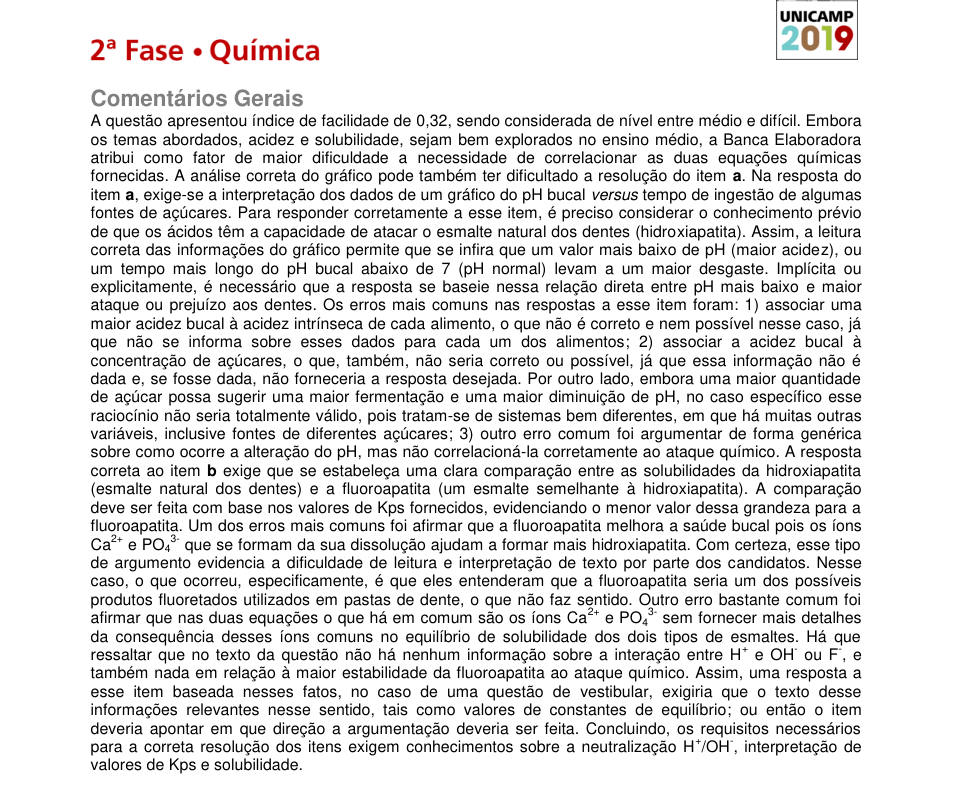 UNICAMP
2019
2ª Fase • Química
Comentários Gerais
A questão apresentou índice de facilidade de 0,32, sendo considerada de nível entre médio e difícil. Embora
os temas abordados, acidez e solubilidade, sejam bem explorados no ensino médio, a Banca Elaboradora
atribui como fator de maior dificuldade a necessidade de correlacionar as duas equações químicas
fornecidas. A análise correta do gráfico pode também ter dificultado a resolução do item a. Na resposta do
item a, exige-se a interpretação dos dados de um gráfico do pH bucal versus tempo de ingestão de algumas
fontes de açúcares. Para responder corretamente a esse item, é preciso considerar o conhecimento prévio
de que os ácidos têm a capacidade de atacar o esmalte natural dos dentes (hidroxiapatita). Assim, a leitura
correta das informações do gráfico permite que se infira que um valor mais baixo de pH (maior acidez), ou
um tempo mais longo do pH bucal abaixo de 7 (pH normal) levam a um maior desgaste. Implícita ou
explicitamente, é necessário que a resposta se baseie nessa relação direta entre pH mais baixo e maior
ataque ou prejuízo aos dentes. Os erros mais comuns nas respostas a esse item foram: 1) associar uma
maior acidez bucal à acidez intrínseca de cada alimento, o que não é correto e nem possível nesse caso, já
que não se informa sobre esses dados para cada um dos alimentos; 2) associar a acidez bucal à
concentração de açúcares, o que, também, não seria correto ou possível, já que essa informação não é
dada e, se fosse dada, não forneceria a resposta desejada. Por outro lado, embora uma maior quantidade
de açúcar possa sugerir uma maior fermentação e uma maior diminuição de pH, no caso específico esse
raciocínio não seria totalmente válido, pois tratam-se de sistemas bem diferentes, em que há muitas outras
variáveis, inclusive fontes de diferentes açúcares; 3) outro erro comum foi argumentar de forma genérica
sobre como ocorre a alteração do pH, mas não correlacioná-la corretamente ao ataque químico. A resposta
correta ao item b exige que se estabeleça uma clara comparação entre as solubilidades da hidroxiapatita
(esmalte natural dos dentes) e a fluoroapatita (um esmalte semelhante à hidroxiapatita). A comparação
deve ser feita com base nos valores de Kps fornecidos, evidenciando o menor valor dessa grandeza para a
fluoroapatita. Um dos erros mais comuns foi afirmar que a fluoroapatita melhora a saúde bucal pois os íons
Ca²⁺ e PO₄³⁻ que se formam da sua dissolução ajudam a formar mais hidroxiapatita. Com certeza, esse tipo
de argumento evidencia a dificuldade de leitura e interpretação de texto por parte dos candidatos. Nesse
caso, o que ocorreu, especificamente, é que eles entenderam que a fluoroapatita seria um dos possíveis
produtos fluoretados utilizados em pastas de dente, o que não faz sentido. Outro erro bastante comum foi
afirmar que nas duas equações o que há em comum são os íons Ca²⁺ e PO₄³⁻ sem fornecer mais detalhes
da consequência desses íons comuns no equilíbrio de solubilidade dos dois tipos de esmaltes. Há que
ressaltar que no texto da questão não há nenhum informação sobre a interação entre H⁺ e OH⁻ ou F⁻, e
também nada em relação à maior estabilidade da fluoroapatita ao ataque químico. Assim, uma resposta a
esse item baseada nesses fatos, no caso de uma questão de vestibular, exigiria que o texto desse
informações relevantes nesse sentido, tais como valores de constantes de equilíbrio; ou então o item
deveria apontar em que direção a argumentação deveria ser feita. Concluindo, os requisitos necessários
para a correta resolução dos itens exigem conhecimentos sobre a neutralização H⁺/OH⁻, interpretação de
valores de Kps e solubilidade.